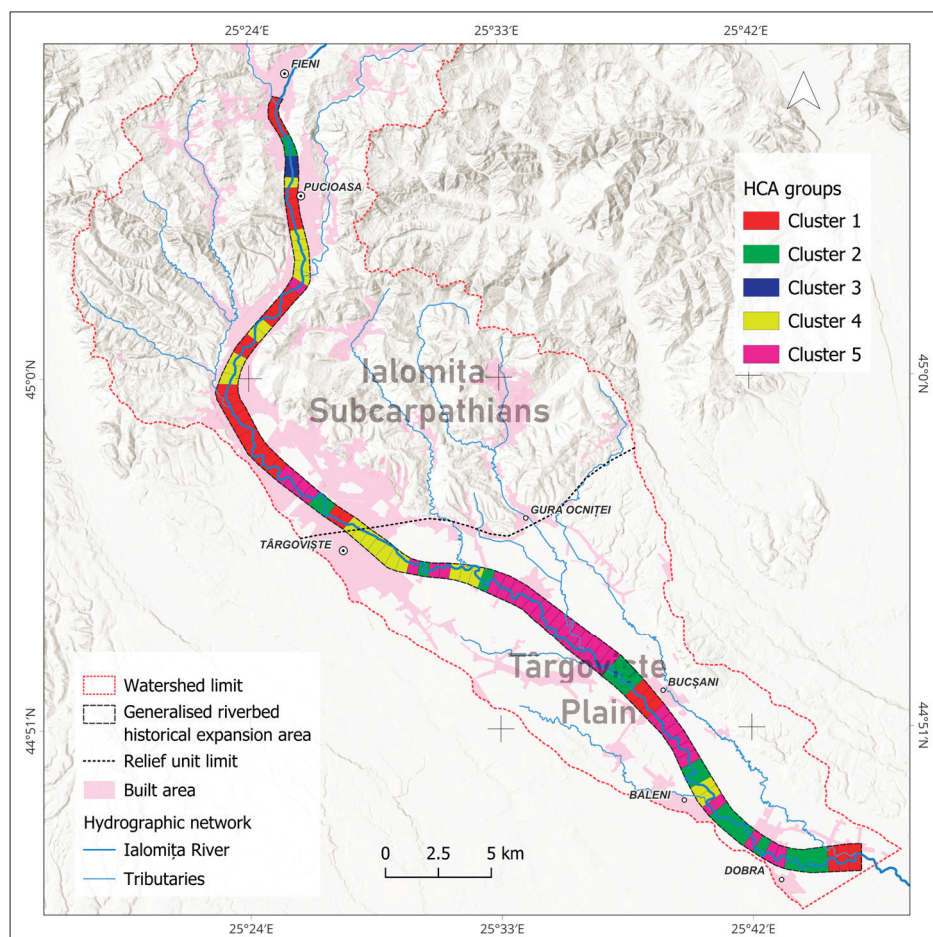 25°24'E
25°33'E
25°42'E
FIENI
PUCIOASA
HCA groups
Cluster 1
Cluster 2
Cluster 3
Cluster 4
Cluster 5
45°0'N
45°0'N
Ialomița
Subcarpathians
GURA OCNIȚEI
TÂRGOVIȘTE
Târgoviște
Plain
BUCȘANI
44°51'N
44°51'N
BĂLENI
DOBRA
Watershed limit
Generalised riverbed
historical expansion area
Relief unit limit
Built area
Hydrographic network
Ialomița River
Tributaries
0 2.5 5 km
25°24'E
25°33'E
25°42'E